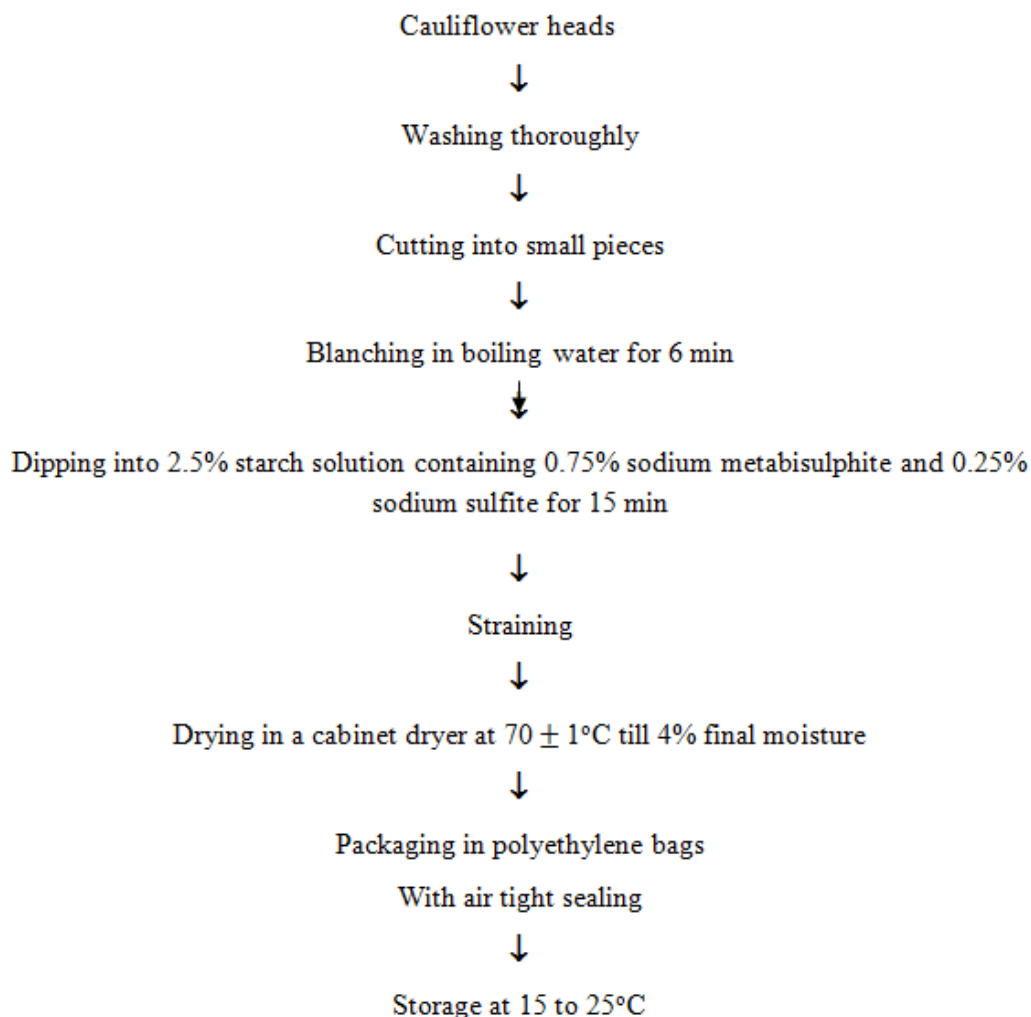 Cauliflower heads
↓
Washing thoroughly
↓
Cutting into small pieces
↓
Blanching in boiling water for 6 min
↓
Dipping into 2.5% starch solution containing 0.75% sodium metabisulphite and 0.25%
sodium sulfite for 15 min
↓
Straining
↓
Drying in a cabinet dryer at 70 ± 1°C till 4% final moisture
↓
Packaging in polyethylene bags
With air tight sealing
↓
Storage at 15 to 25°C